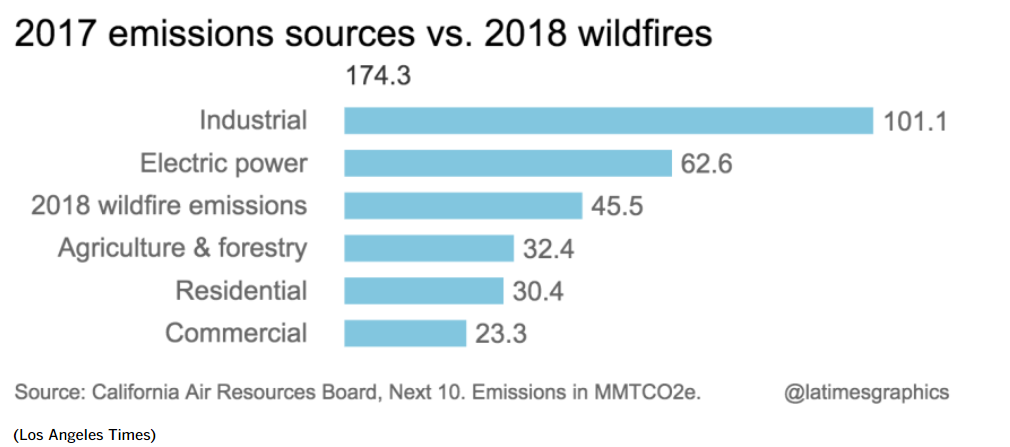 2017 emissions sources vs. 2018 wildfires
174.3
Industrial 101.1
Electric power 62.6
2018 wildfire emissions 45.5
Agriculture & forestry 32.4
Residential 30.4
Commercial 23.3
Source: California Air Resources Board, Next 10. Emissions in MMTCO2e. @latimesgraphics
(Los Angeles Times)